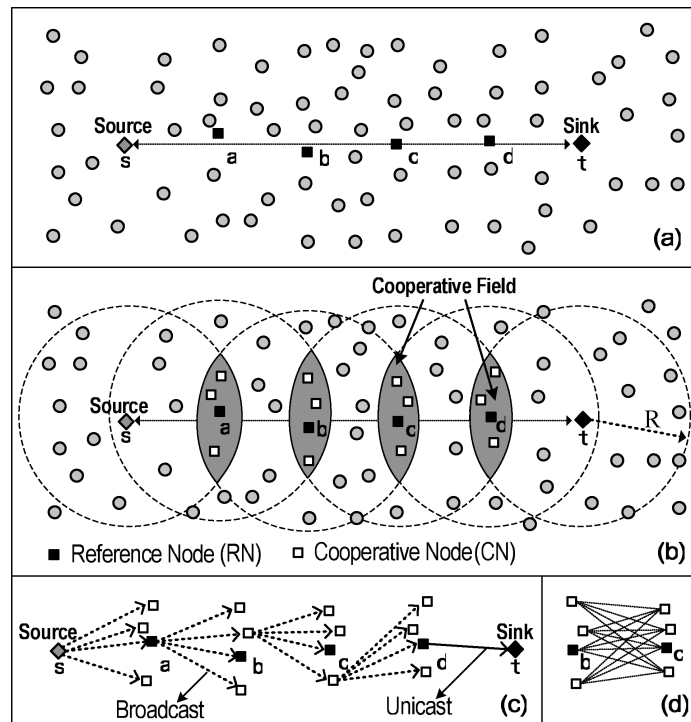 Source
Sink
s
a
b
c
d
t
(a)
Cooperative Field
Source
s
a
b
c
d
t
R
(b)
Reference Node (RN)
Cooperative Node (CN)
Source
Sink
s
a
b
c
d
t
Broadcast
Unicast
(c)
b
c
(d)